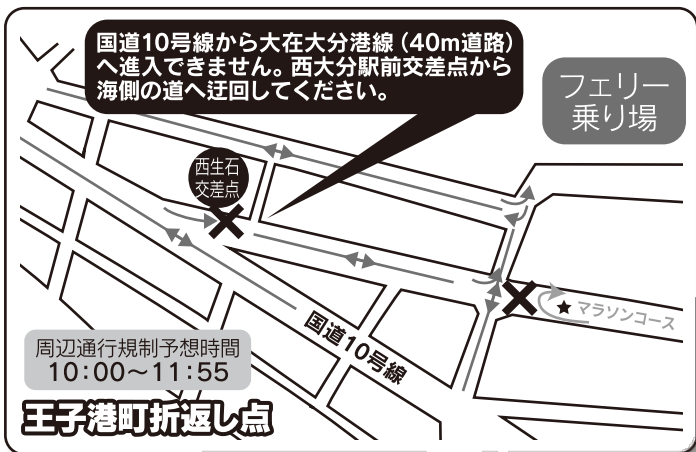 国道10号線から大在大分港線（40m道路）
へ進入できません。西大分駅前交差点から
海側の道へ迂回してください。
フェリー
乗り場
西生石
交差点
マラソンコース
国道10号線
周辺通行規制予想時間
10:00～11:55
王子港町折返し点